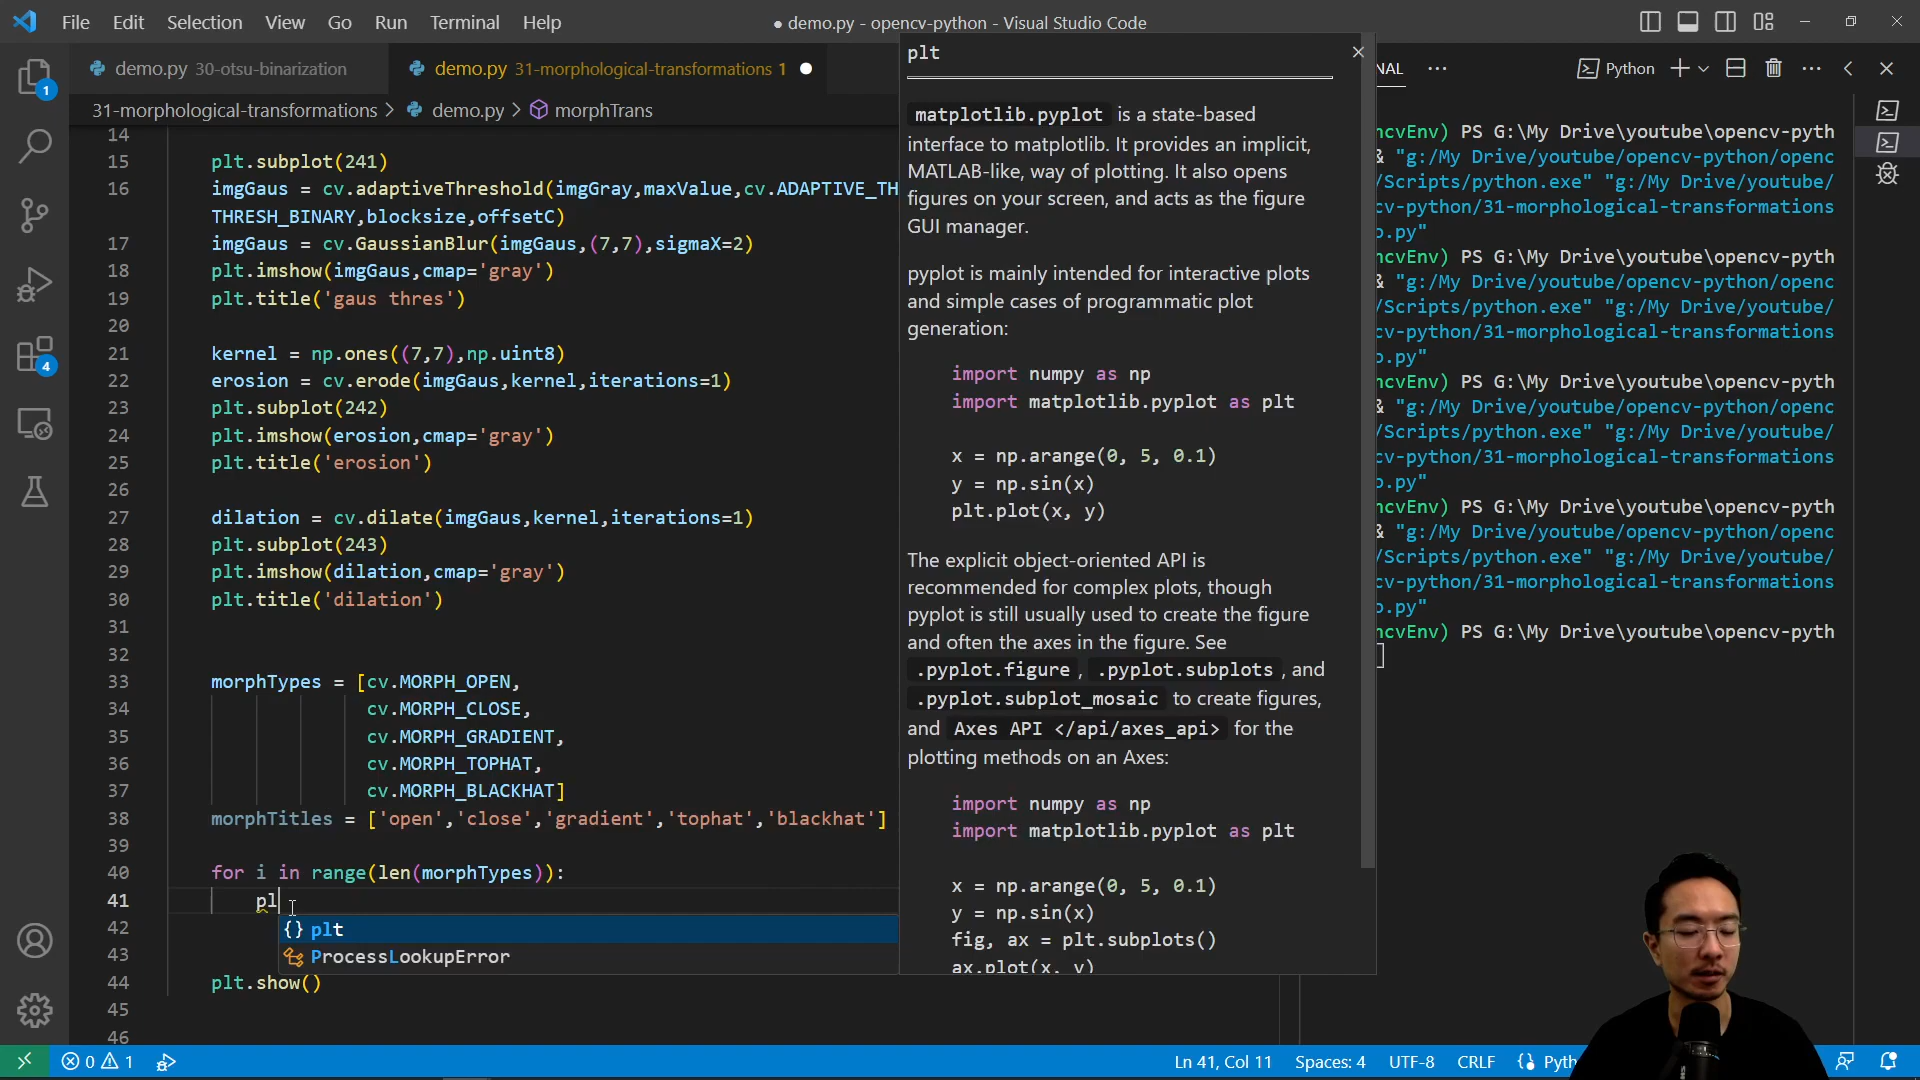 File Edit Selection View Go Run Terminal Help
● demo.py - opencv-python - Visual Studio Code
demo.py 30-otsu-binarization
demo.py 31-morphological-transformations 1 ●
31-morphological-transformations > demo.py > morphTrans
14
15 plt.subplot(241)
16 imgGaus = cv.adaptiveThreshold(imgGray,maxValue,cv.ADAPTIVE_TH
THRESH_BINARY,blocksize,offsetC)
17 imgGaus = cv.GaussianBlur(imgGaus,(7,7),sigmaX=2)
18 plt.imshow(imgGaus,cmap='gray')
19 plt.title('gaus thres')
20
21 kernel = np.ones((7,7),np.uint8)
22 erosion = cv.erode(imgGaus,kernel,iterations=1)
23 plt.subplot(242)
24 plt.imshow(erosion,cmap='gray')
25 plt.title('erosion')
26
27 dilation = cv.dilate(imgGaus,kernel,iterations=1)
28 plt.subplot(243)
29 plt.imshow(dilation,cmap='gray')
30 plt.title('dilation')
31
32
33 morphTypes = [cv.MORPH_OPEN,
34 cv.MORPH_CLOSE,
35 cv.MORPH_GRADIENT,
36 cv.MORPH_TOPHAT,
37 cv.MORPH_BLACKHAT]
38 morphTitles = ['open','close','gradient','tophat','blackhat']
39
40 for i in range(len(morphTypes)):
41 pl
{} plt
ProcessLookupError
42
43
44 plt.show()
45
46
plt
matplotlib.pyplot is a state-based
interface to matplotlib. It provides an implicit,
MATLAB-like, way of plotting. It also opens
figures on your screen, and acts as the figure
GUI manager.
pyplot is mainly intended for interactive plots
and simple cases of programmatic plot
generation:
import numpy as np
import matplotlib.pyplot as plt
x = np.arange(0, 5, 0.1)
y = np.sin(x)
plt.plot(x, y)
The explicit object-oriented API is
recommended for complex plots, though
pyplot is still usually used to create the figure
and often the axes in the figure. See
.pyplot.figure, .pyplot.subplots, and
.pyplot.subplot_mosaic to create figures,
and Axes API </api/axes_api> for the
plotting methods on an Axes:
import numpy as np
import matplotlib.pyplot as plt
x = np.arange(0, 5, 0.1)
y = np.sin(x)
fig, ax = plt.subplots()
ax.plot(x, y)
NAL
Python
ncvEnv) PS G:\My Drive\youtube\opencv-pyth
& "g:/My Drive/youtube/opencv-python/openc
/Scripts/python.exe" "g:/My Drive/youtube/
cv-python/31-morphological-transformations
o.py"
ncvEnv) PS G:\My Drive\youtube\opencv-pyth
& "g:/My Drive/youtube/opencv-python/openc
/Scripts/python.exe" "g:/My Drive/youtube/
cv-python/31-morphological-transformations
o.py"
ncvEnv) PS G:\My Drive\youtube\opencv-pyth
& "g:/My Drive/youtube/opencv-python/openc
/Scripts/python.exe" "g:/My Drive/youtube/
cv-python/31-morphological-transformations
o.py"
ncvEnv) PS G:\My Drive\youtube\opencv-pyth
& "g:/My Drive/youtube/opencv-python/openc
/Scripts/python.exe" "g:/My Drive/youtube/
cv-python/31-morphological-transformations
o.py"
ncvEnv) PS G:\My Drive\youtube\opencv-pyth
1
4
0 1
Ln 41, Col 11 Spaces: 4 UTF-8 CRLF {} Pyth